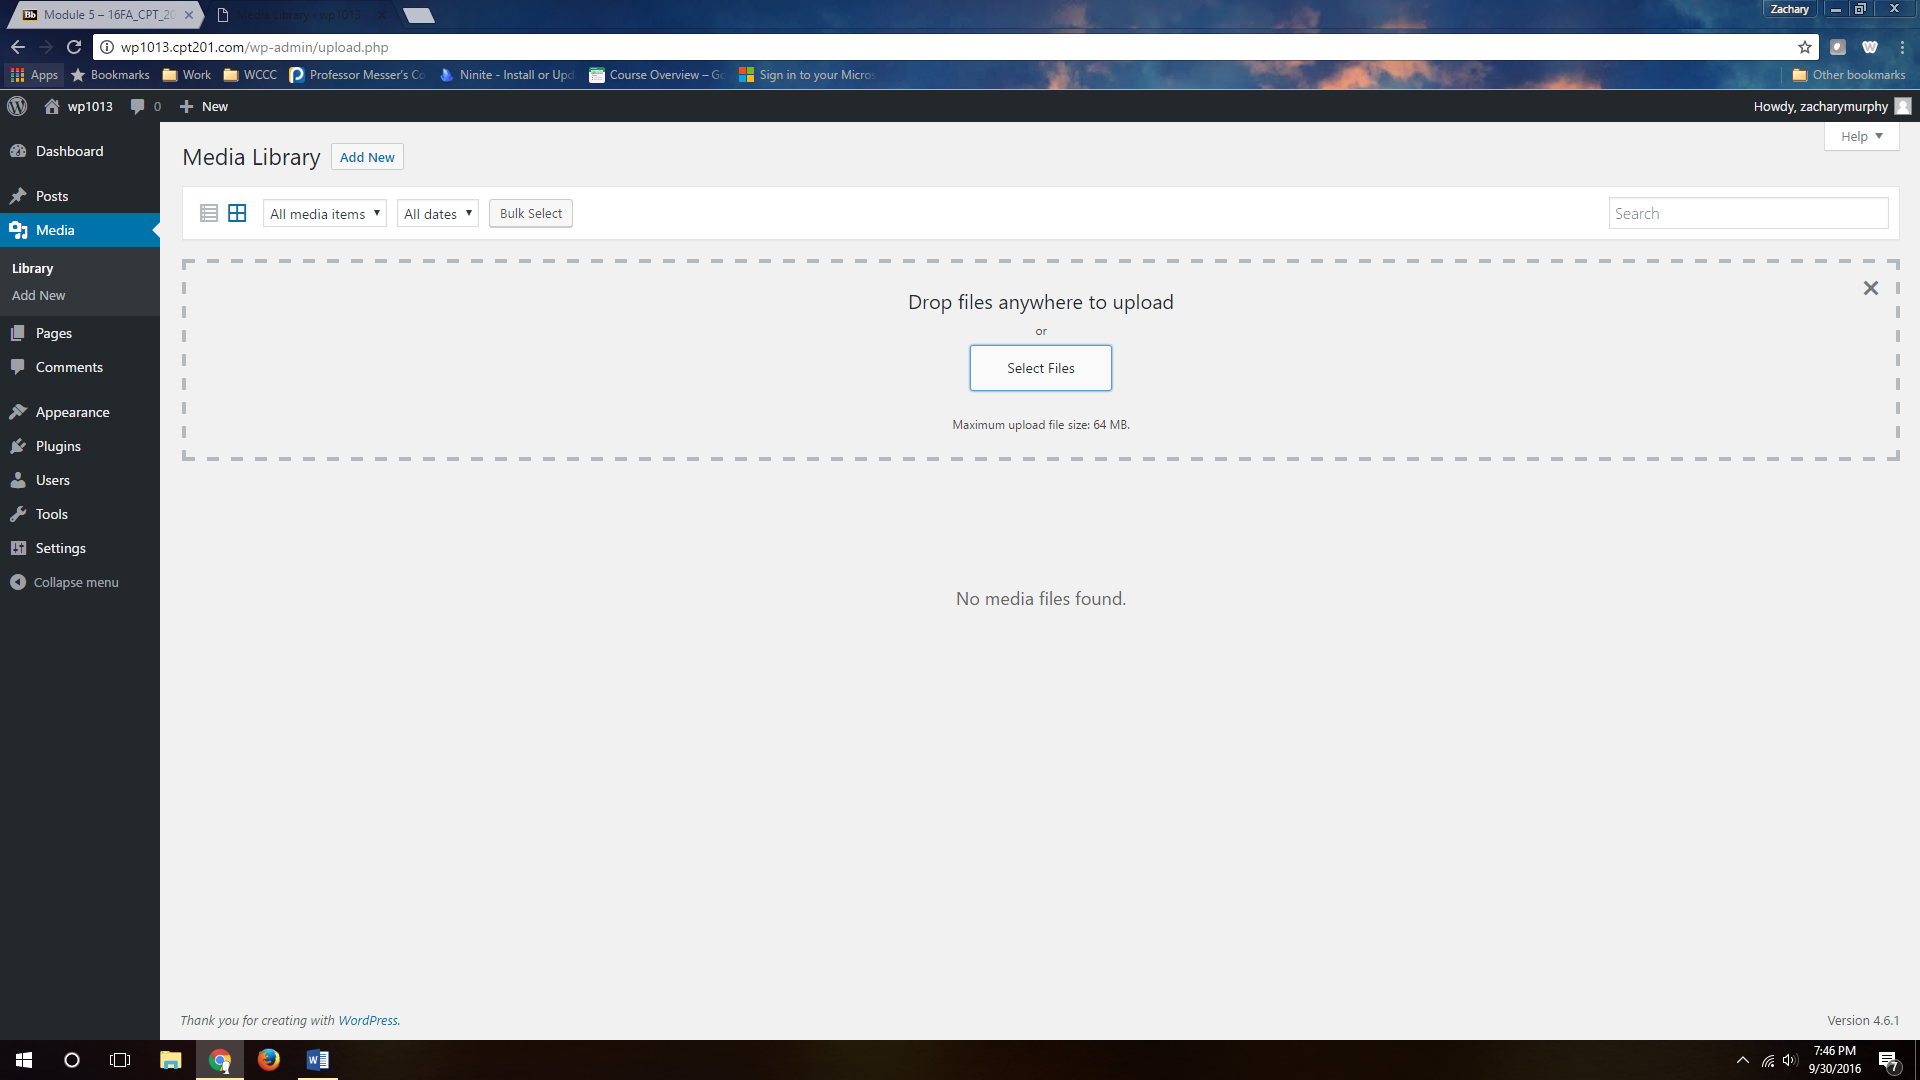 Bb Module 5 – 16FA_CPT_20
Media Library ‹ wp1013
Zachary
wp1013.cpt201.com/wp-admin/upload.php
W
Apps Bookmarks Work WCCC Professor Messer's Co Ninite - Install or Upd Course Overview – Go Sign in to your Micros Other bookmarks
wp1013 0 New Howdy, zacharymurphy
Help
Dashboard
Posts
Media
Library
Add New
Pages
Comments
Appearance
Plugins
Users
Tools
Settings
Collapse menu
Media Library Add New
All media items All dates Bulk Select Search
Drop files anywhere to upload
or
Select Files
Maximum upload file size: 64 MB.
No media files found.
Thank you for creating with WordPress. Version 4.6.1
7:46 PM
9/30/2016
7